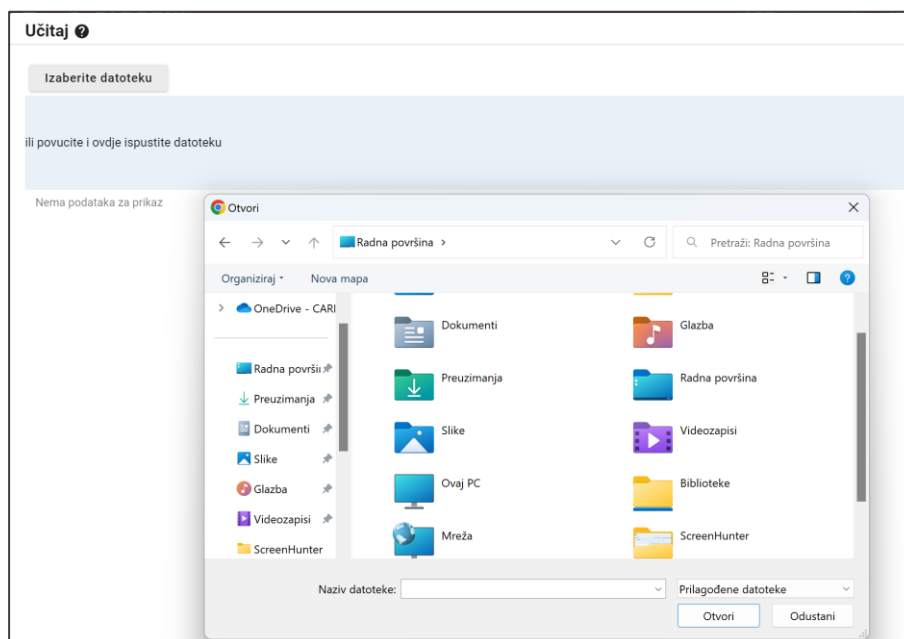 Učitaj
Izaberite datoteku
ili povucite i ovdje ispustite datoteku
Nema podataka za prikaz
Otvori
Radna površina
Pretraži: Radna površina
Organiziraj
Nova mapa
OneDrive - CARI
Radna površin
Preuzimanja
Dokumenti
Slike
Glazba
Videozapisi
ScreenHunter
Dokumenti
Glazba
Preuzimanja
Radna površina
Slike
Videozapisi
Ovaj PC
Biblioteke
Mreža
ScreenHunter
Naziv datoteke:
Prilagođene datoteke
Otvori
Odustani